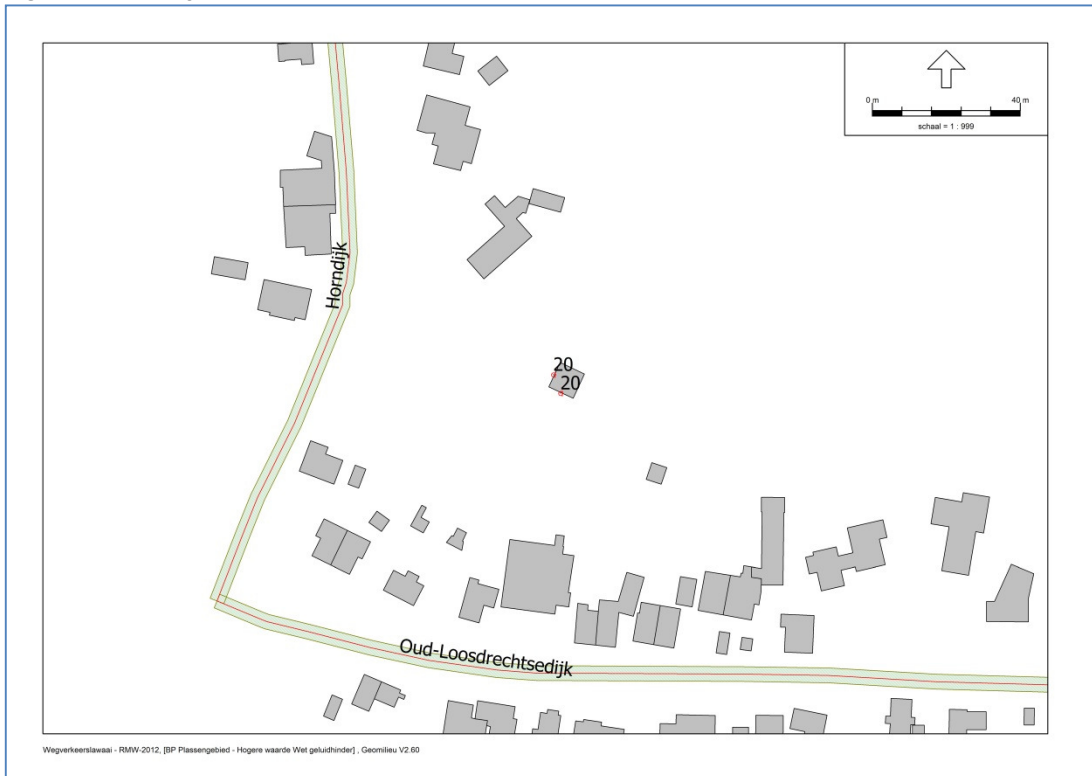 0 m 40 m
schaal = 1 : 999
Horndijk
20
20
Oud-Loosdrechtsedijk
Wegverkeerslawaai - RMW-2012, [BP Plassengebied - Hogere waarde Wet geluidhinder] , Geomilieu V2.60